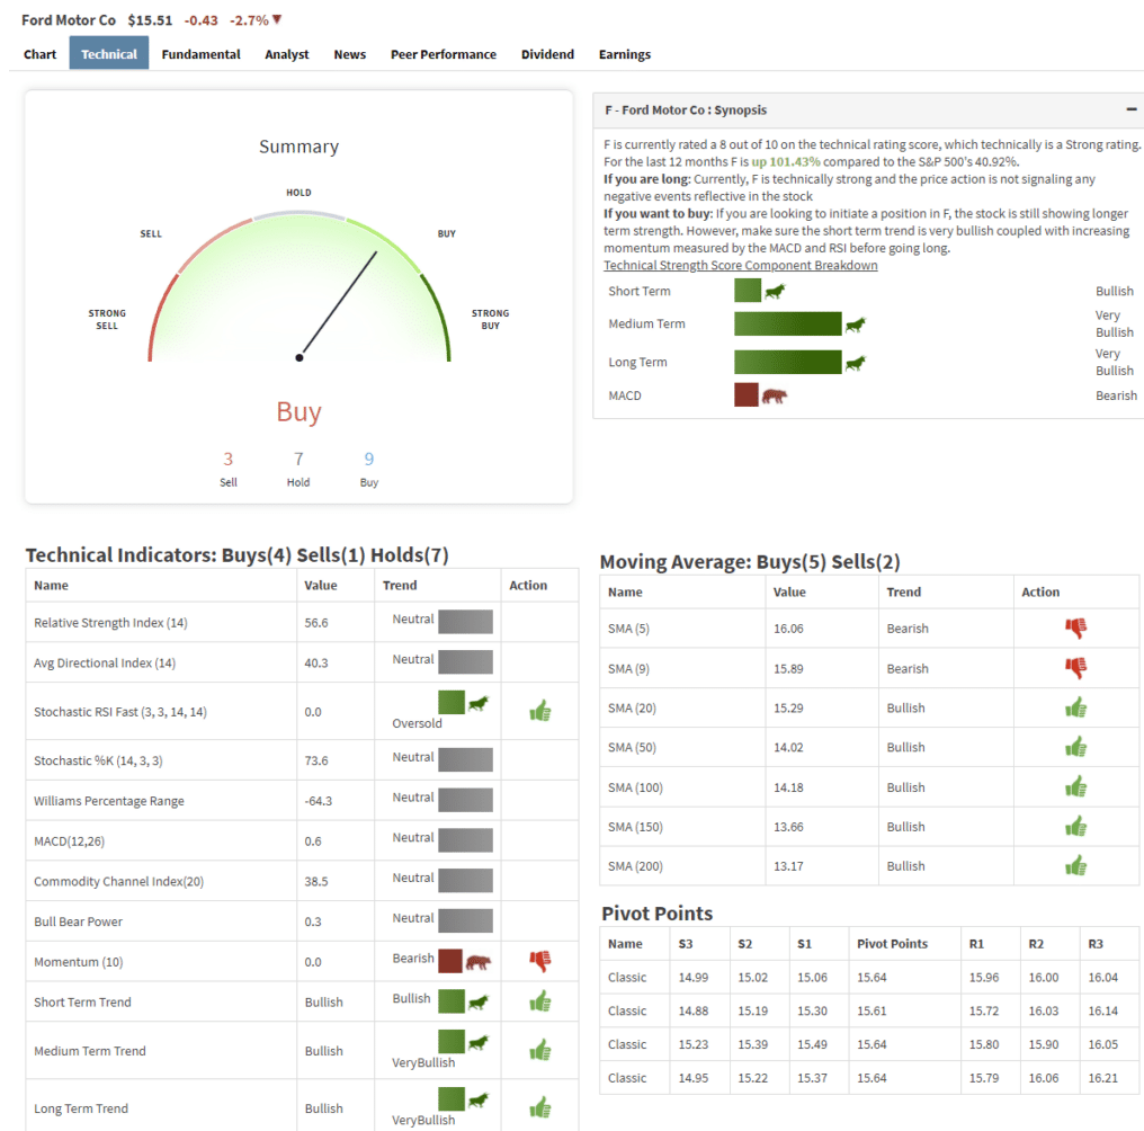 Ford Motor Co $15.51 -0.43 -2.7%
Chart Technical Fundamental Analyst News Peer Performance Dividend Earnings
Summary
HOLD
SELL
BUY
STRONG
SELL
STRONG
BUY
Buy
3 7 9
Sell Hold Buy
F - Ford Motor Co : Synopsis
F is currently rated a 8 out of 10 on the technical rating score, which technically is a Strong rating.
For the last 12 months F is up 101.43% compared to the S&P 500's 40.92%.
If you are long: Currently, F is technically strong and the price action is not signaling any
negative events reflective in the stock
If you want to buy: If you are looking to initiate a position in F, the stock is still showing longer
term strength. However, make sure the short term trend is very bullish coupled with increasing
momentum measured by the MACD and RSI before going long.
Technical Strength Score Component Breakdown
Short Term Bullish
Medium Term Very
Bullish
Long Term Very
Bullish
MACD Bearish
Technical Indicators: Buys(4) Sells(1) Holds(7)
Name Value Trend Action
Relative Strength Index (14) 56.6 Neutral
Avg Directional Index (14) 40.3 Neutral
Stochastic RSI Fast (3, 3, 14, 14) 0.0 Oversold
Stochastic %K (14, 3, 3) 73.6 Neutral
Williams Percentage Range -64.3 Neutral
MACD(12,26) 0.6 Neutral
Commodity Channel Index(20) 38.5 Neutral
Bull Bear Power 0.3 Neutral
Momentum (10) 0.0 Bearish
Short Term Trend Bullish Bullish
Medium Term Trend Bullish VeryBullish
Long Term Trend Bullish VeryBullish
Moving Average: Buys(5) Sells(2)
Name Value Trend Action
SMA (5) 16.06 Bearish
SMA (9) 15.89 Bearish
SMA (20) 15.29 Bullish
SMA (50) 14.02 Bullish
SMA (100) 14.18 Bullish
SMA (150) 13.66 Bullish
SMA (200) 13.17 Bullish
Pivot Points
Name S3 S2 S1 Pivot Points R1 R2 R3
Classic 14.99 15.02 15.06 15.64 15.96 16.00 16.04
Classic 14.88 15.19 15.30 15.61 15.72 16.03 16.14
Classic 15.23 15.39 15.49 15.64 15.80 15.90 16.05
Classic 14.95 15.22 15.37 15.64 15.79 16.06 16.21